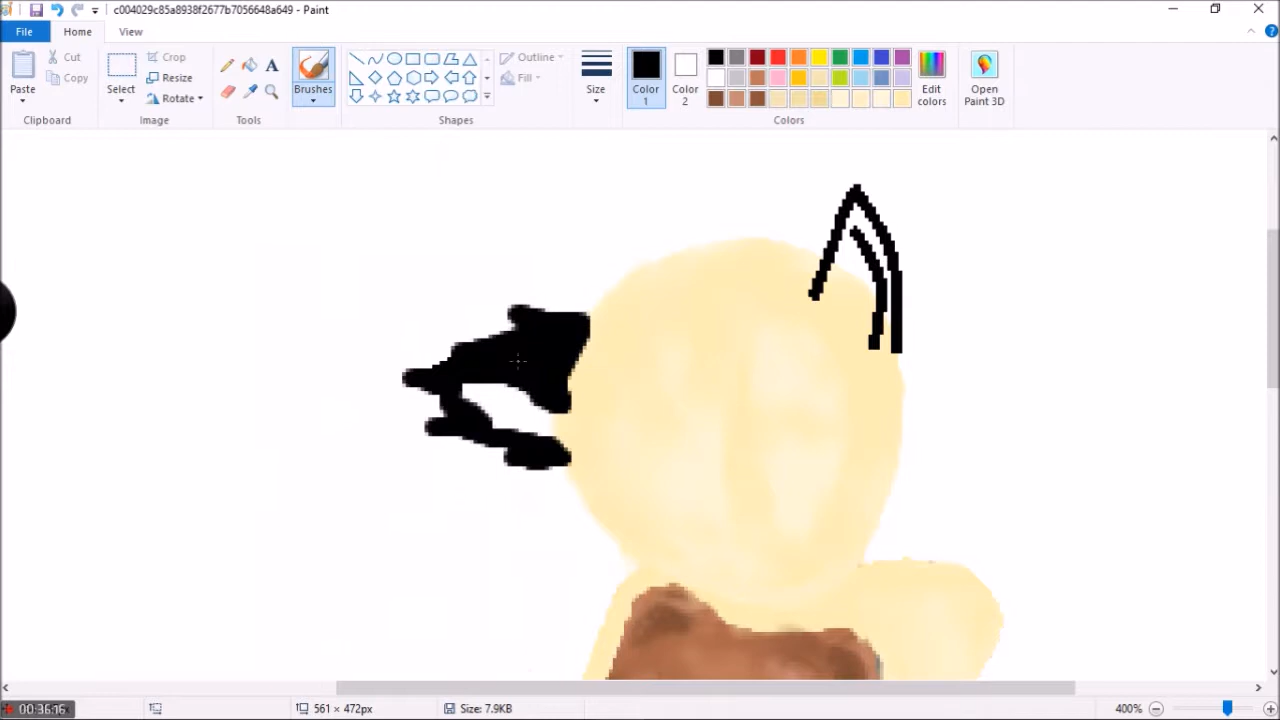 c004029c85a8938f2677b7056648a649 - Paint
File Home View
Paste
Cut
Copy
Clipboard
Select
Crop
Resize
Rotate
Image
A
Tools
Brushes
Outline
Fill
Shapes
Size
Color 1
Color 2
Edit colors
Colors
Open Paint 3D
00:36:16
561 × 472px
Size: 7.9KB
400%